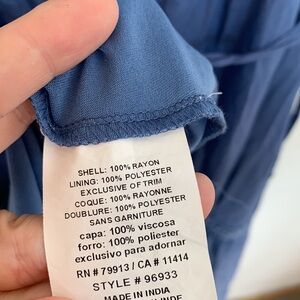 SHELL: 100% RAYON
LINING: 100% POLYESTER
EXCLUSIVE OF TRIM
COQUE: 100% RAYONNE
DOUBLURE: 100% POLYESTER
SANS GARNITURE
capa: 100% viscosa
forro: 100% poliester
exclusivo para adornar
RN # 79913 / CA # 11414
STYLE # 96933
MADE IN INDIA